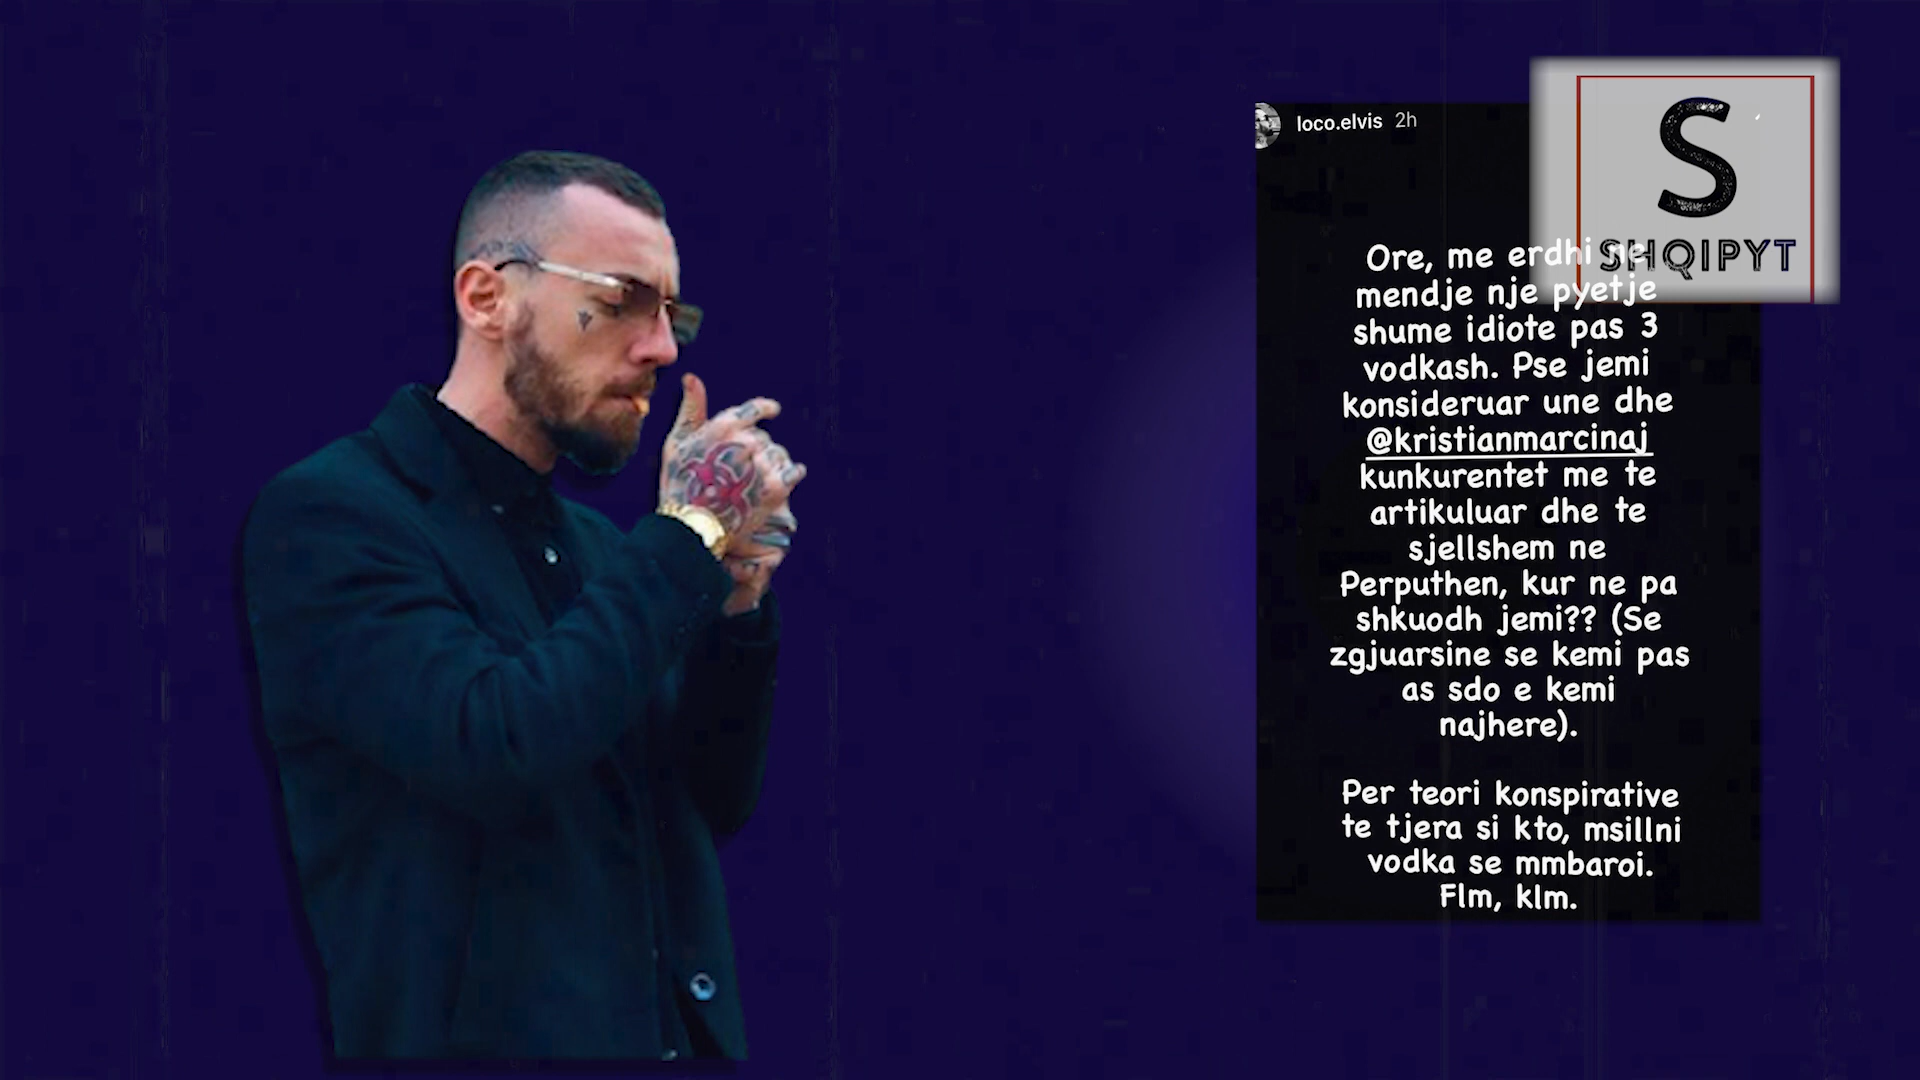 loco.elvis 2h
S
SHQIPYT
Ore, me erdhi ne
mendje nje pyetje
shume idiote pas 3
vodkash. Pse jemi
konsideruar une dhe
@kristianmarcinaj
kunkurentet me te
artikuluar dhe te
sjellshem ne
Perputhen, kur ne pa
shkuodh jemi?? (Se
zgjuarsine se kemi pas
as sdo e kemi
najhere).
Per teori konspirative
te tjera si kto, msillni
vodka se mmbaroi.
Flm, klm.